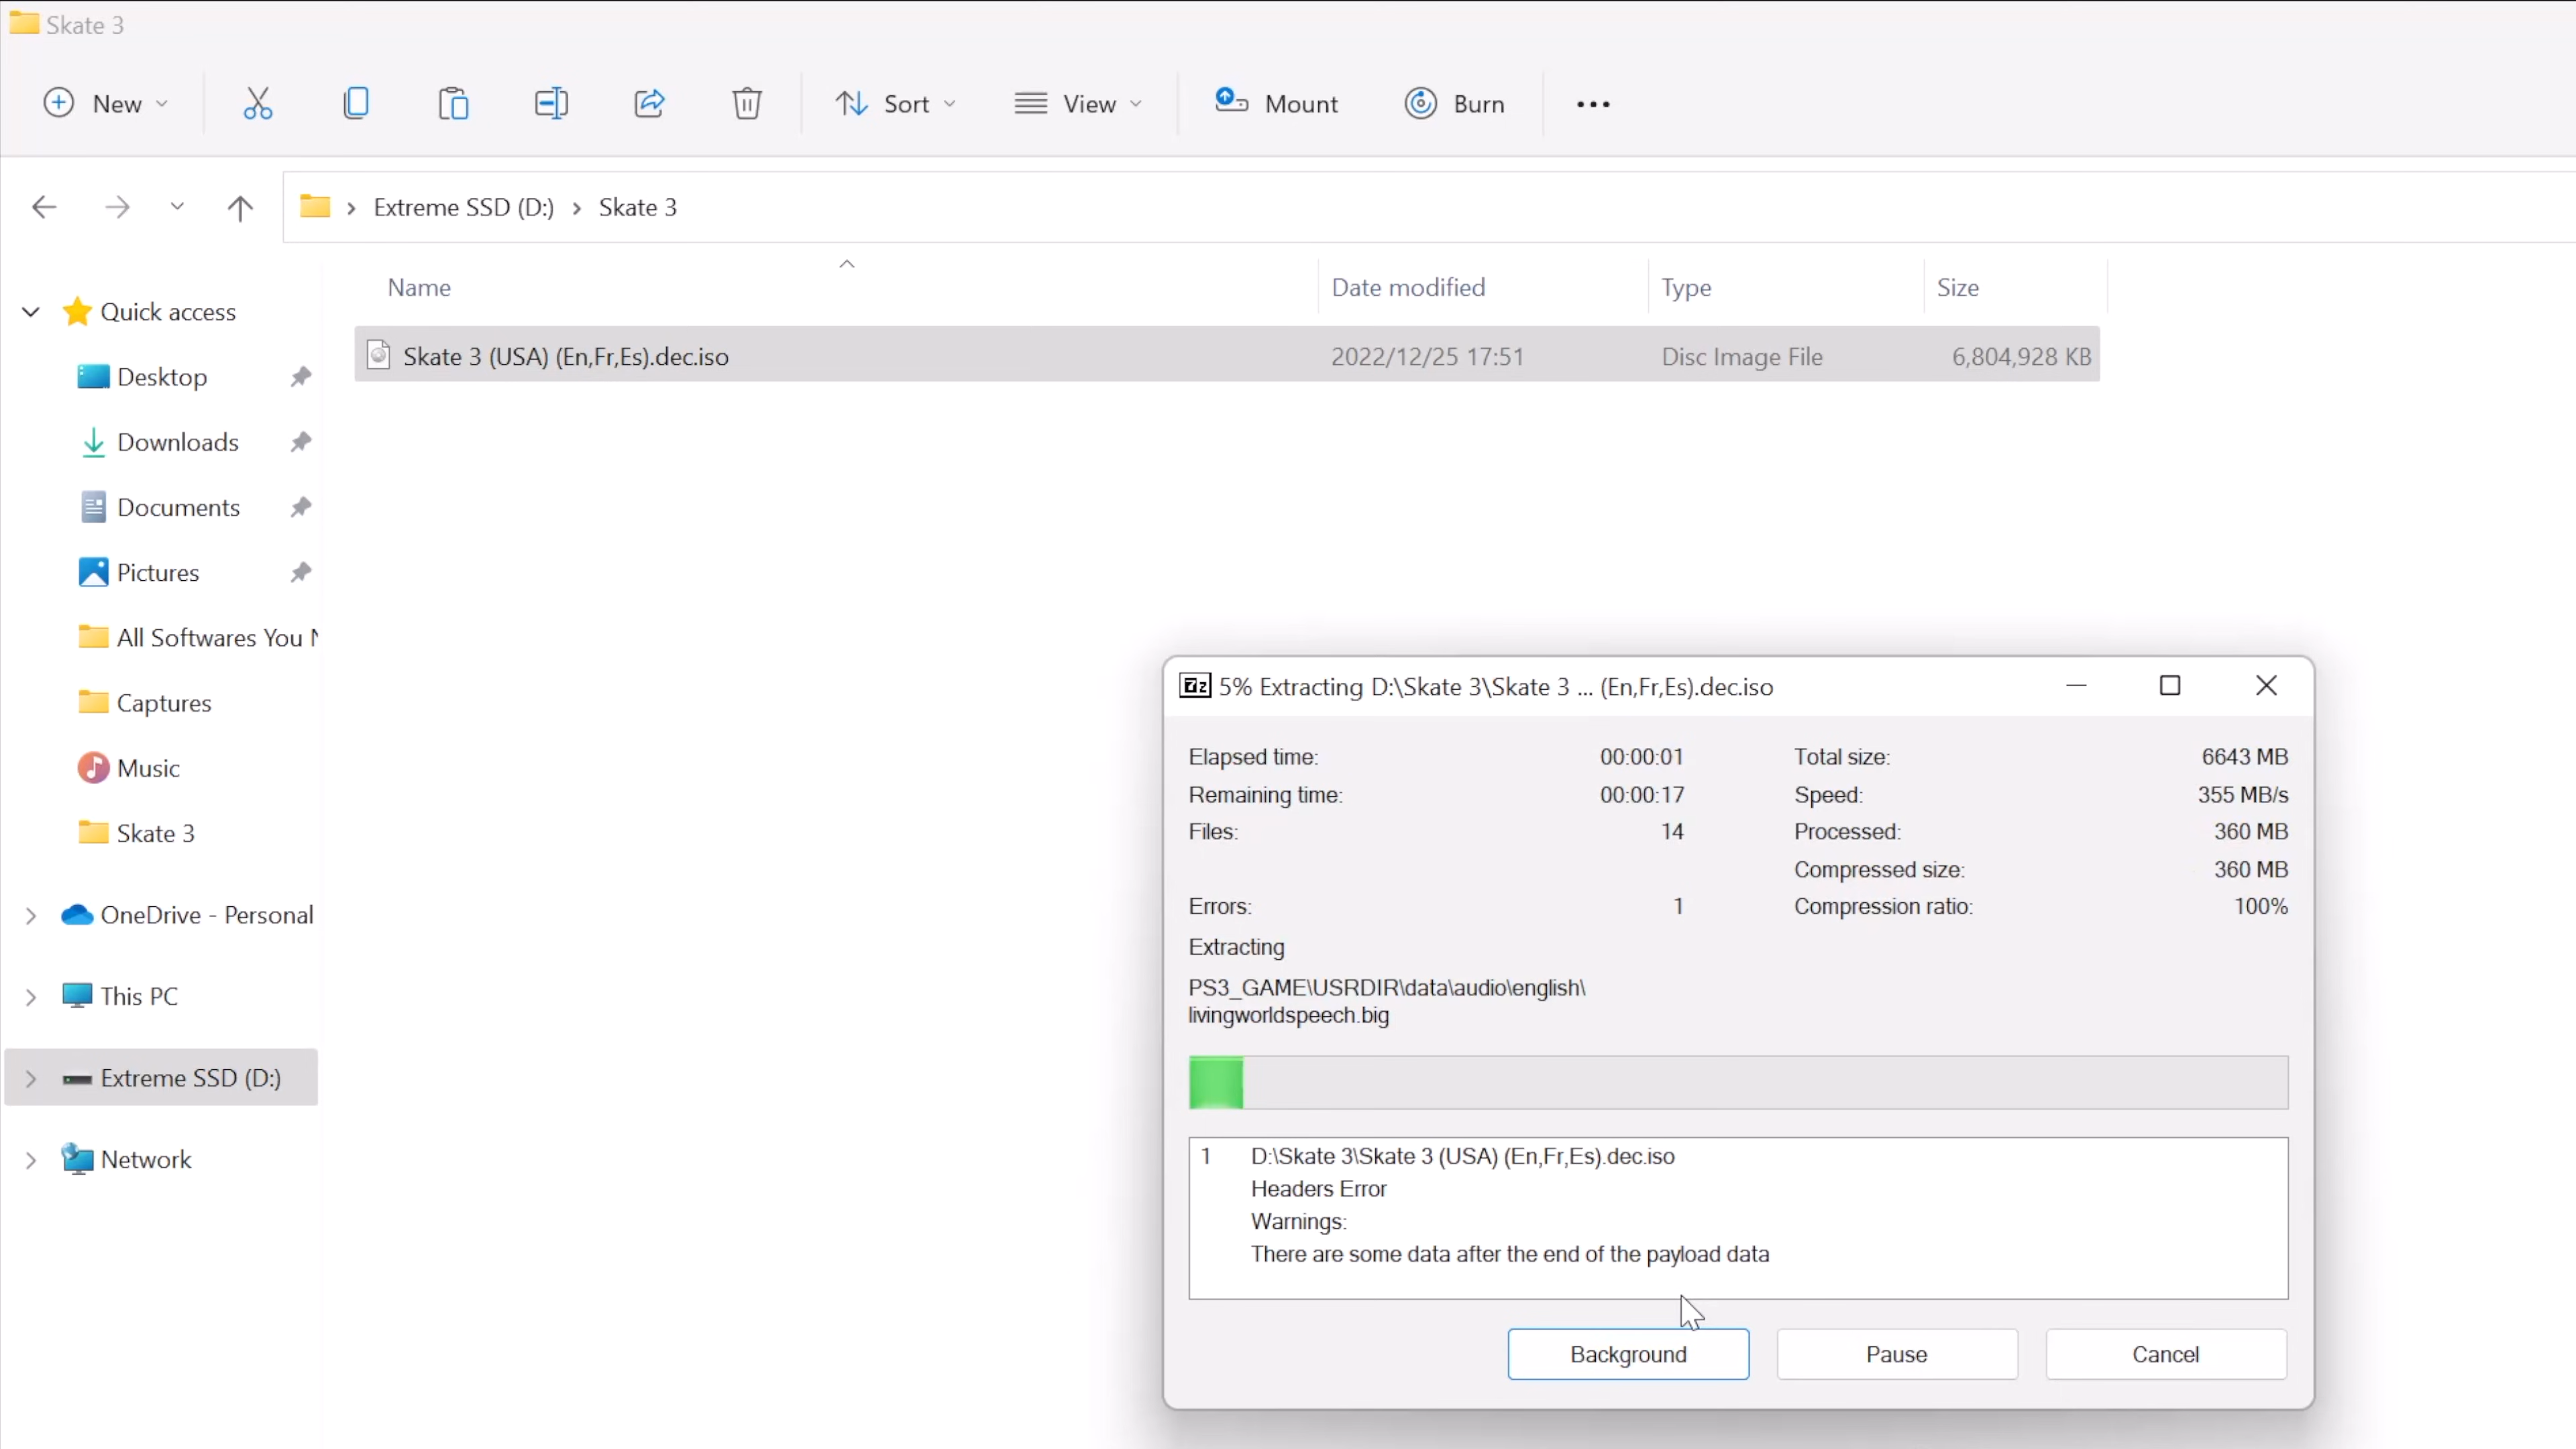 Skate 3
New
Sort
View
Mount
Burn
Extreme SSD (D:)
Skate 3
Name
Date modified
Type
Size
Quick access
Skate 3 (USA) (En,Fr,Es).dec.iso
2022/12/25 17:51
Disc Image File
6,804,928 KB
Desktop
Downloads
Documents
Pictures
All Softwares You N
Captures
Music
Skate 3
OneDrive - Personal
This PC
Extreme SSD (D:)
Network
7z
5% Extracting D:\Skate 3\Skate 3 ... (En,Fr,Es).dec.iso
Elapsed time: 00:00:01 Total size: 6643 MB
Remaining time: 00:00:17 Speed: 355 MB/s
Files: 14 Processed: 360 MB
Compressed size: 360 MB
Errors: 1 Compression ratio: 100%
Extracting
PS3_GAME\USRDIR\data\audio\english\
livingworldspeech.big
1 D:\Skate 3\Skate 3 (USA) (En,Fr,Es).dec.iso
Headers Error
Warnings:
There are some data after the end of the payload data
Background
Pause
Cancel